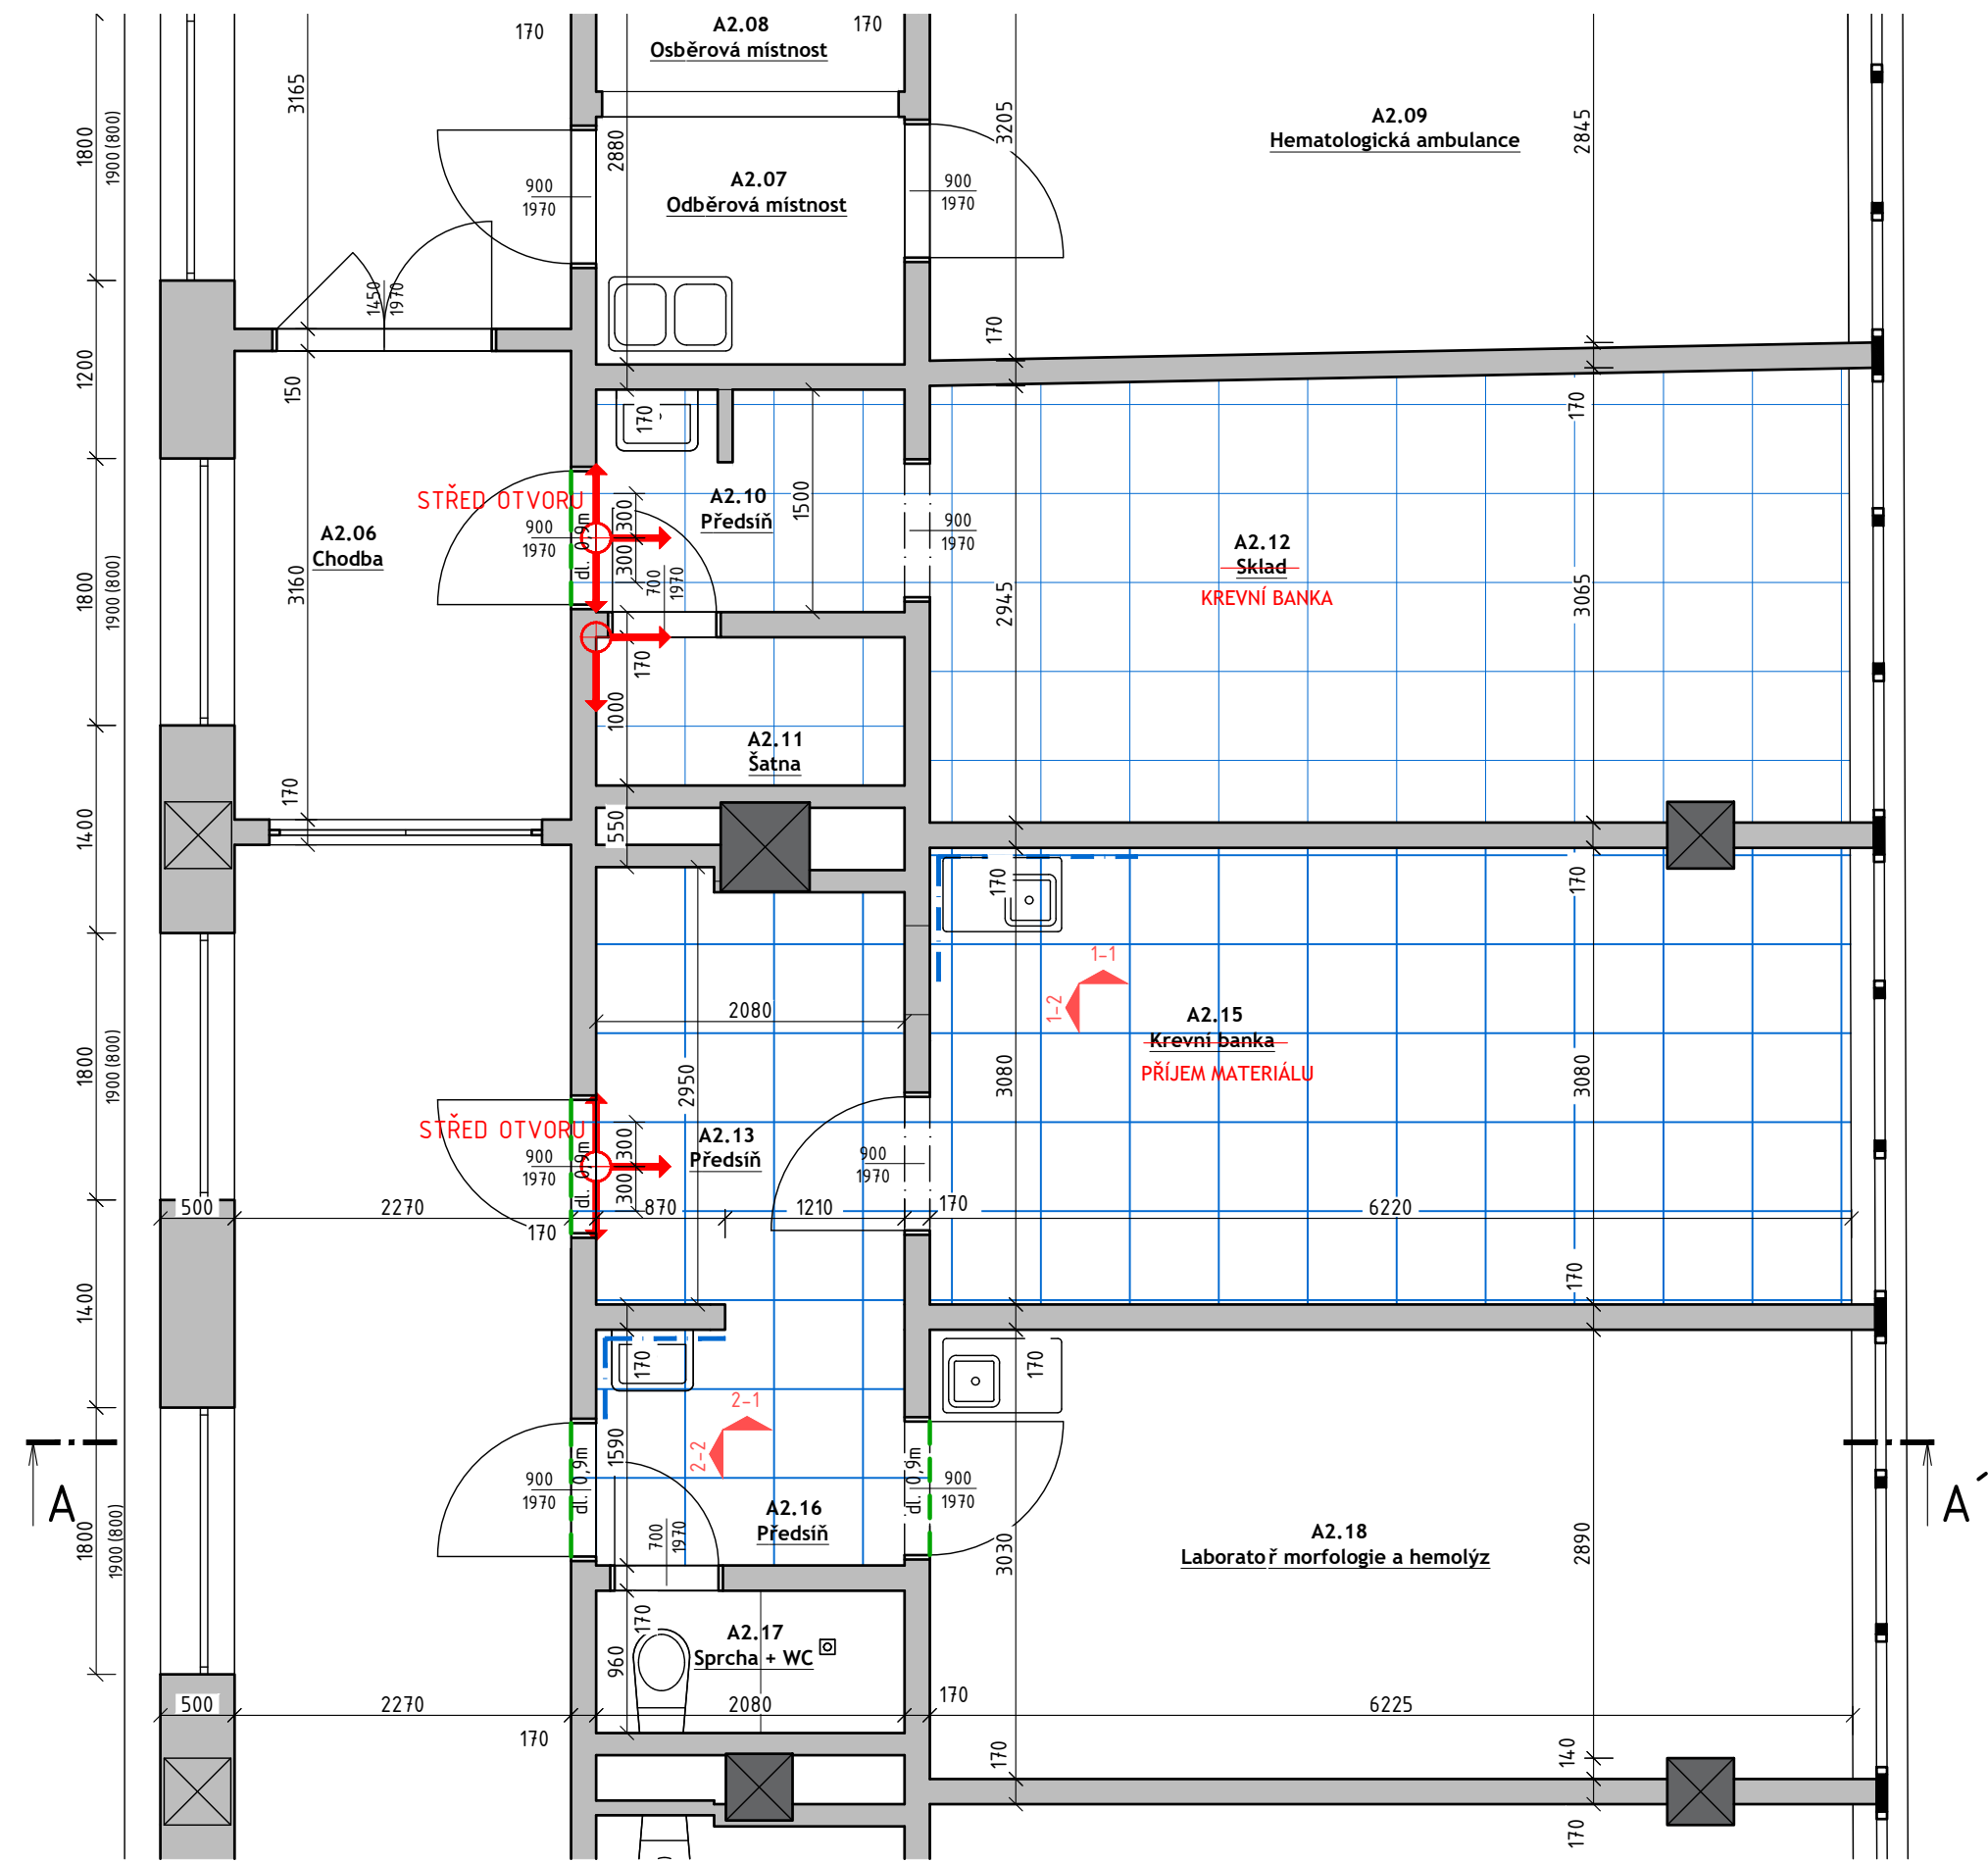 A2.08
Osběrová místnost
170
170
3165
1800
1900(800)
2880
3205
A2.09
Hematologická ambulance
2845
A2.07
Odběrová místnost
900
1970
900
1970
1450
1970
170
1200
150
170
170
STŘED OTVORU
A2.10
Předsíň
1500
300
300
dl. 0,9m
900
1970
900
1970
A2.06
Chodba
A2.12
Sklad
KREVNÍ BANKA
700
1970
1800
1900(800)
3160
2945
3065
170
1000
A2.11
Šatna
170
1400
550
170
170
2080
1-1
1-2
A2.15
Krevní banka
PŘÍJEM MATERIÁLU
1800
1900(800)
2950
3080
3080
STŘED OTVORU
A2.13
Předsíň
300
300
dl. 0,9m
900
1970
900
1970
500
2270
170
870
1210
170
6220
1400
170
170
170
2-1
2-2
1590
dl. 0,9m
900
1970
dl. 0,9m
900
1970
A
A´
A2.16
Předsíň
700
1970
1800
1900(800)
3030
A2.18
Laboratoř morfologie a hemolýz
2890
170
960
A2.17
Sprcha + WC
500
2270
2080
170
6225
170
170
140
170